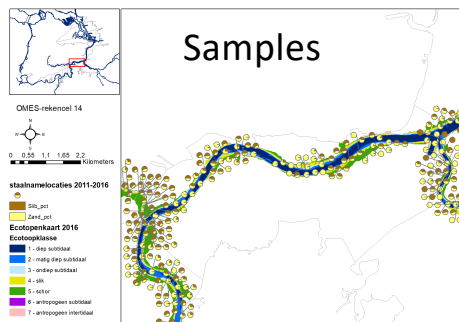 Samples
OMES-rekencel 14
N
W E
S
0 0,55 1,1 1,65 2,2
Kilometers
staalnamelocaties 2011-2016
Slib_pct
Zand_pct
Ecotopenkaart 2016
Ecotoopklasse
1 - diep subtidaal
2 - matig diep subtidaal
3 - ondiep subtidaal
4 - slik
5 - schor
6 - antropogeen subtidaal
7 - antropogeen intertidaal